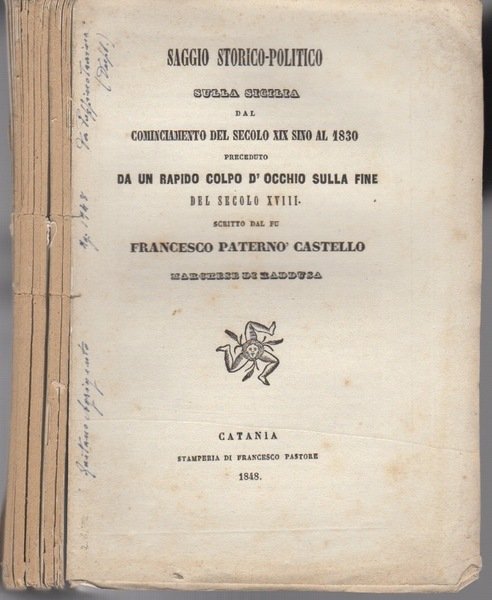 SAGGIO STORICO-POLITICO
SULLA SICILIA
DAL
COMINCIAMENTO DEL SECOLO XIX SINO AL 1830
PRECEDUTO
DA UN RAPIDO COLPO D' OCCHIO SULLA FINE
DEL SECOLO XVIII.
SCRITTO DAL FU
FRANCESCO PATERNO' CASTELLO
MARCHESE DI RADDUSA
CATANIA
STAMPERIA DI FRANCESCO PASTORE
1848.